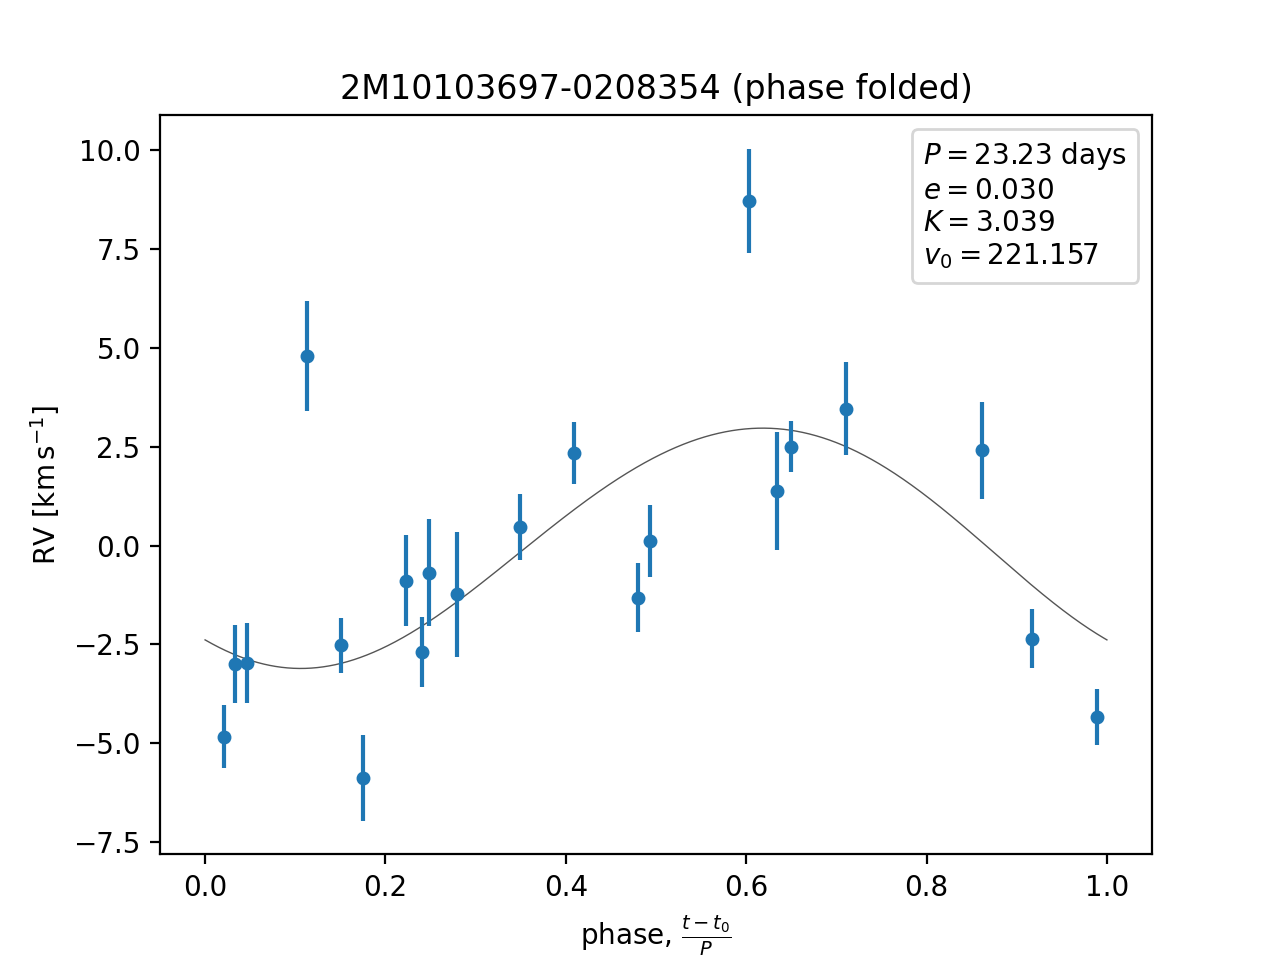 2M10103697-0208354 (phase folded)
P = 23.23 days
e = 0.030
K = 3.039
v₀ = 221.157
10.0
7.5
5.0
2.5
0.0
−2.5
−5.0
−7.5
RV [km s⁻¹]
0.0 0.2 0.4 0.6 0.8 1.0
phase, (t − t₀)/P